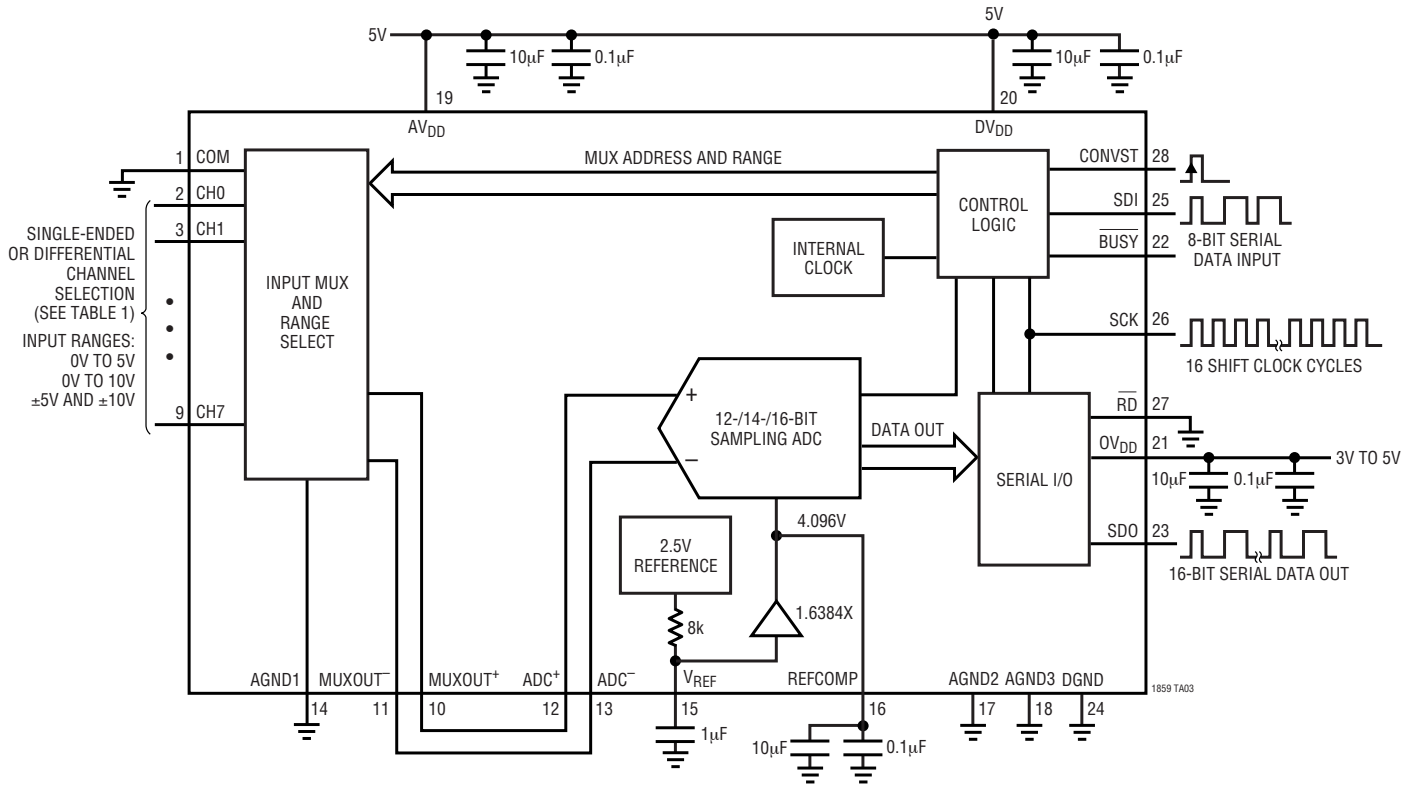 5V
5V
10µF
0.1µF
10µF
0.1µF
19
20
AVDD
DVDD
1
COM
2
CH0
3
CH1
9
CH7
SINGLE-ENDED
OR DIFFERENTIAL
CHANNEL
SELECTION
(SEE TABLE 1)
INPUT RANGES:
0V TO 5V
0V TO 10V
±5V AND ±10V
INPUT MUX
AND
RANGE
SELECT
MUX ADDRESS AND RANGE
INTERNAL
CLOCK
CONTROL
LOGIC
CONVST
28
SDI
25
8-BIT SERIAL
DATA INPUT
B̅U̅S̅Y̅
22
SCK
26
16 SHIFT CLOCK CYCLES
R̅D̅
27
OVDD
21
3V TO 5V
10µF
0.1µF
SDO
23
16-BIT SERIAL DATA OUT
+
12-/14-/16-BIT
SAMPLING ADC
–
DATA OUT
SERIAL I/O
4.096V
2.5V
REFERENCE
1.6384X
8k
AGND1
MUXOUT–
MUXOUT+
ADC+
ADC–
VREF
REFCOMP
AGND2
AGND3
DGND
1859 TA03
14
11
10
12
13
15
16
17
18
24
1µF
10µF
0.1µF